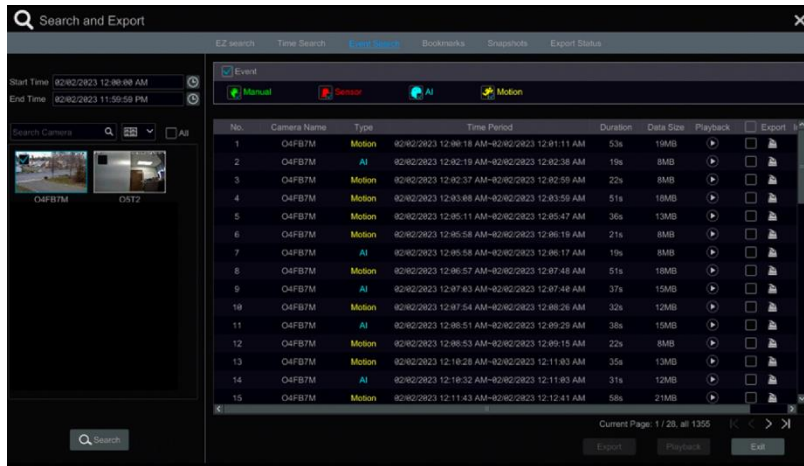 Search and Export
EZ search Time Search Event Search Bookmarks Snapshots Export Status
Start Time 02/02/2023 12:00:00 AM
End Time 02/02/2023 11:59:59 PM
Search Camera All
O4FB7M O5T2
Search
Event
Manual Sensor AI Motion
No. Camera Name Type Time Period Duration Data Size Playback Export
1 O4FB7M Motion 02/02/2023 12:00:18 AM~02/02/2023 12:01:11 AM 53s 19MB
2 O4FB7M AI 02/02/2023 12:02:19 AM~02/02/2023 12:02:38 AM 19s 8MB
3 O4FB7M Motion 02/02/2023 12:02:37 AM~02/02/2023 12:02:59 AM 22s 8MB
4 O4FB7M Motion 02/02/2023 12:03:08 AM~02/02/2023 12:03:59 AM 51s 18MB
5 O4FB7M Motion 02/02/2023 12:05:11 AM~02/02/2023 12:05:47 AM 36s 13MB
6 O4FB7M Motion 02/02/2023 12:05:58 AM~02/02/2023 12:06:19 AM 21s 8MB
7 O4FB7M AI 02/02/2023 12:05:58 AM~02/02/2023 12:06:17 AM 19s 8MB
8 O4FB7M Motion 02/02/2023 12:06:57 AM~02/02/2023 12:07:48 AM 51s 18MB
9 O4FB7M AI 02/02/2023 12:07:03 AM~02/02/2023 12:07:40 AM 37s 15MB
10 O4FB7M Motion 02/02/2023 12:07:54 AM~02/02/2023 12:08:26 AM 32s 12MB
11 O4FB7M AI 02/02/2023 12:08:51 AM~02/02/2023 12:09:29 AM 38s 15MB
12 O4FB7M Motion 02/02/2023 12:08:53 AM~02/02/2023 12:09:15 AM 22s 8MB
13 O4FB7M Motion 02/02/2023 12:10:28 AM~02/02/2023 12:11:03 AM 35s 13MB
14 O4FB7M AI 02/02/2023 12:10:32 AM~02/02/2023 12:11:03 AM 31s 12MB
15 O4FB7M Motion 02/02/2023 12:11:43 AM~02/02/2023 12:12:41 AM 58s 21MB
Current Page: 1 / 28, all 1355
Export Playback Exit